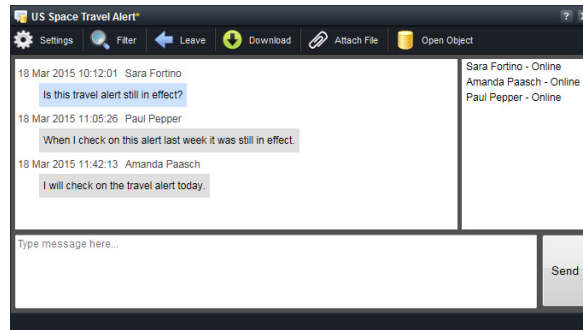 US Space Travel Alert*
Settings Filter Leave Download Attach File Open Object
18 Mar 2015 10:12:01 Sara Fortino
Is this travel alert still in effect?
18 Mar 2015 11:05:26 Paul Pepper
When I check on this alert last week it was still in effect.
18 Mar 2015 11:42:13 Amanda Paasch
I will check on the travel alert today.
Sara Fortino - Online
Amanda Paasch - Online
Paul Pepper - Online
Type message here...
Send